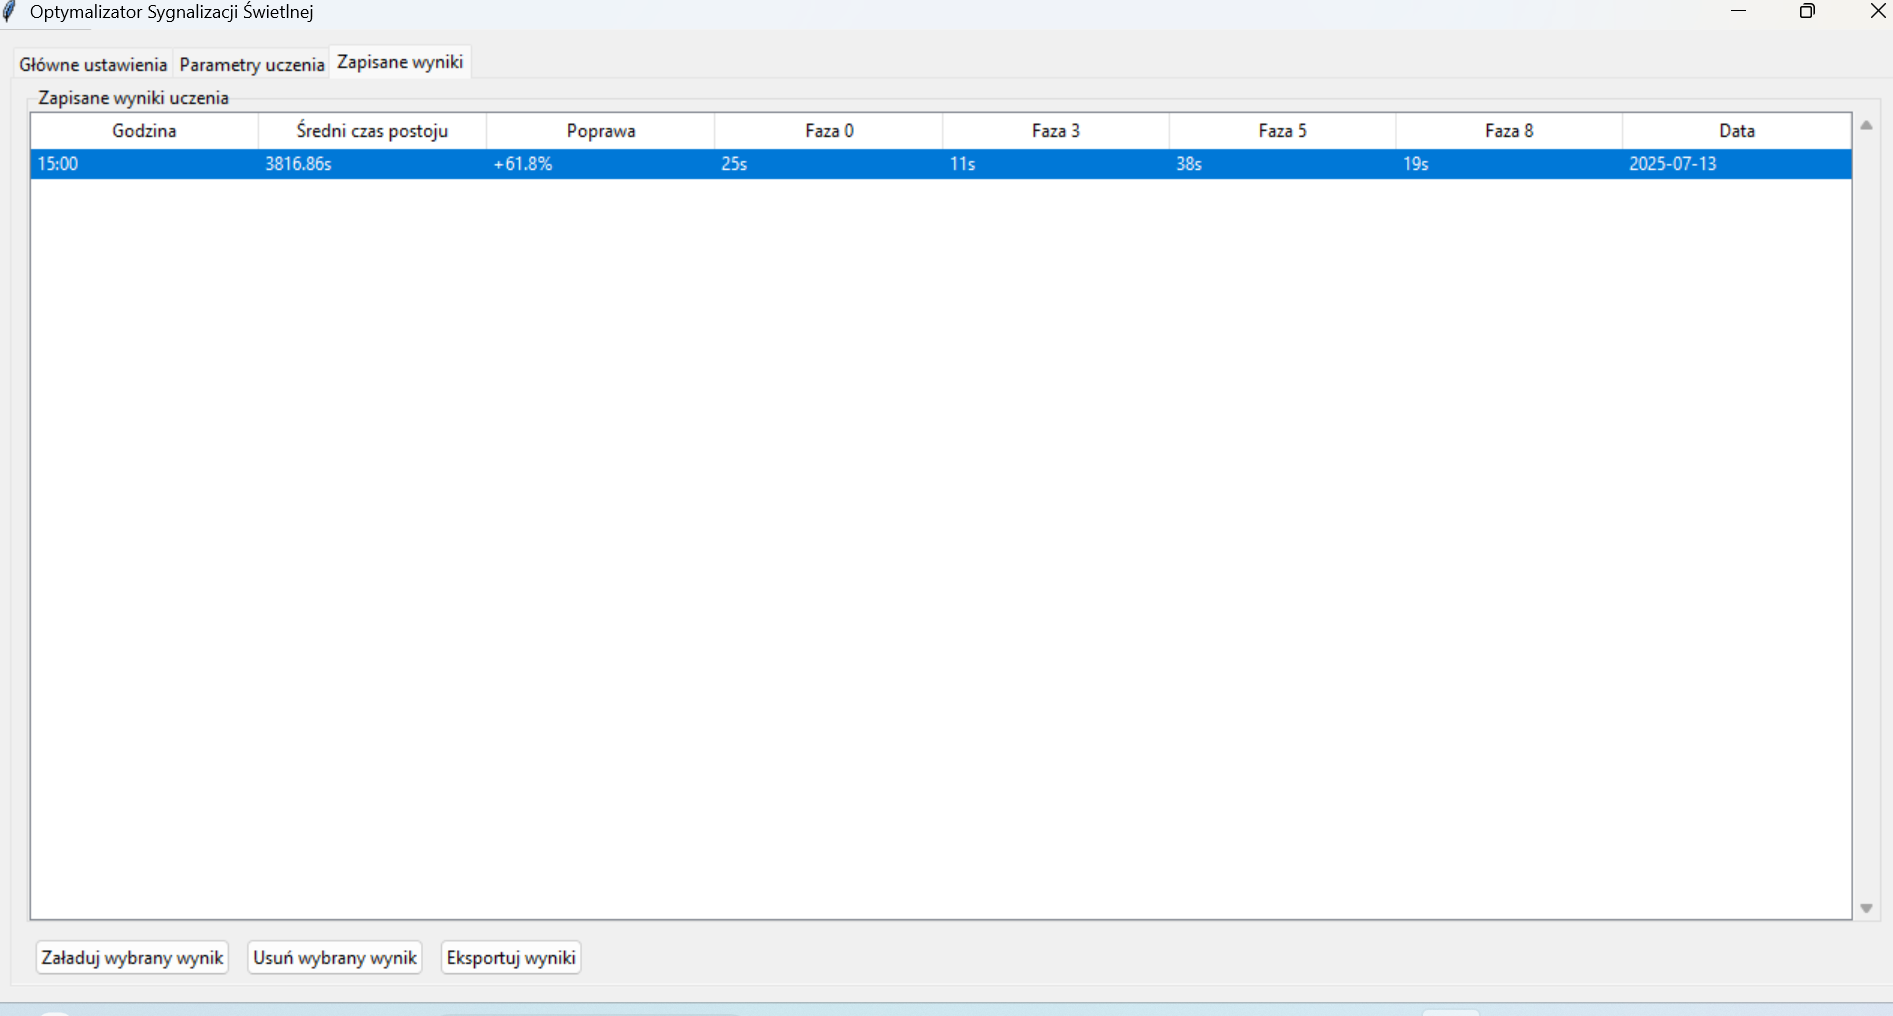 Optymalizator Sygnalizacji Świetlnej
Główne ustawienia Parametry uczenia Zapisane wyniki
Zapisane wyniki uczenia
Godzina Średni czas postoju Poprawa Faza 0 Faza 3 Faza 5 Faza 8 Data
15:00 3816.86s +61.8% 25s 11s 38s 19s 2025-07-13
Załaduj wybrany wynik Usuń wybrany wynik Eksportuj wyniki